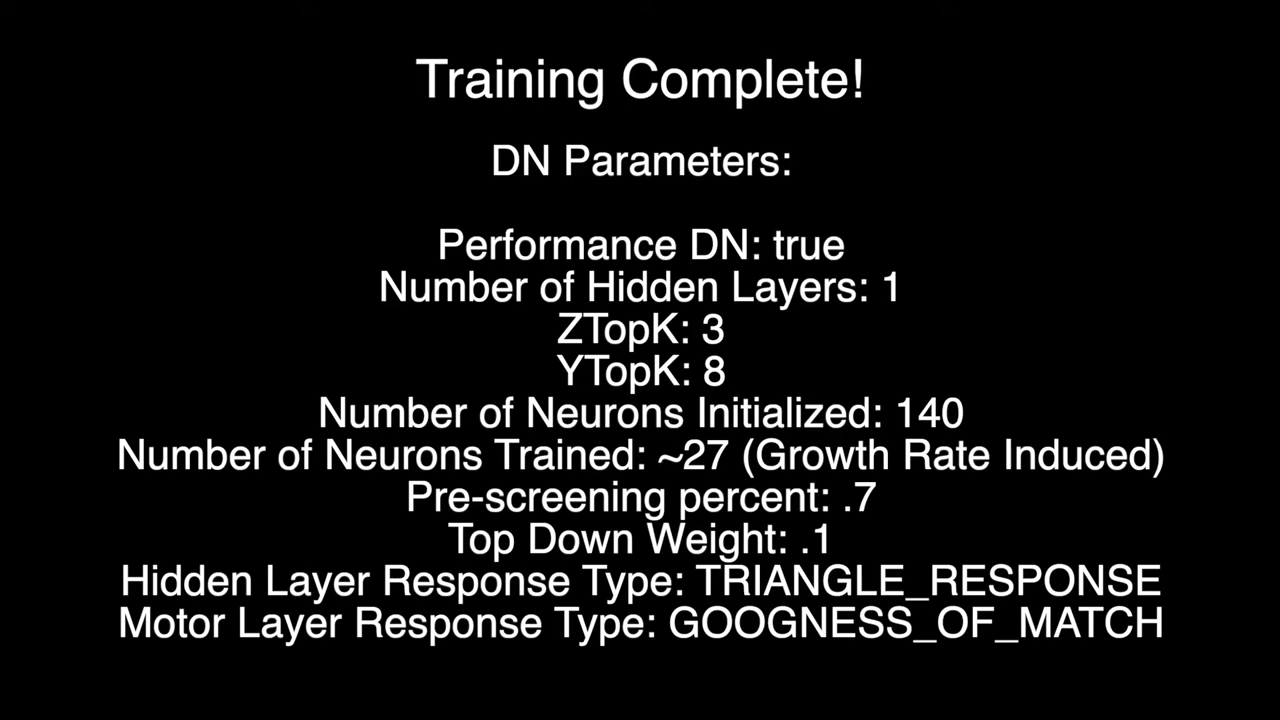 Training Complete!
DN Parameters:
Performance DN: true
Number of Hidden Layers: 1
ZTopK: 3
YTopK: 8
Number of Neurons Initialized: 140
Number of Neurons Trained: ~27 (Growth Rate Induced)
Pre-screening percent: .7
Top Down Weight: .1
Hidden Layer Response Type: TRIANGLE_RESPONSE
Motor Layer Response Type: GOOGNESS_OF_MATCH